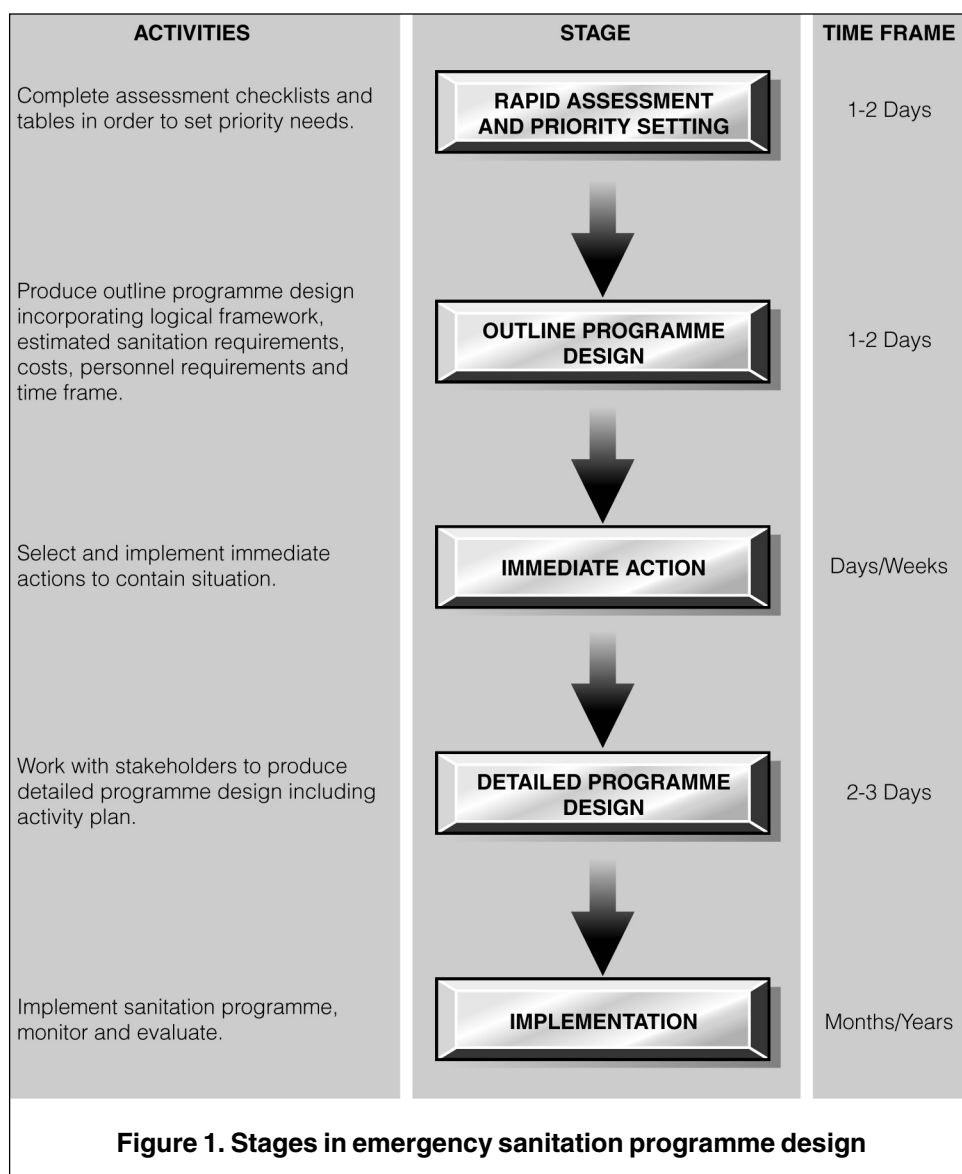 ACTIVITIES
STAGE
TIME FRAME
Complete assessment checklists and
tables in order to set priority needs.
RAPID ASSESSMENT
AND PRIORITY SETTING
1-2 Days
Produce outline programme design
incorporating logical framework,
estimated sanitation requirements,
costs, personnel requirements and
time frame.
OUTLINE PROGRAMME
DESIGN
1-2 Days
Select and implement immediate
actions to contain situation.
IMMEDIATE ACTION
Days/Weeks
Work with stakeholders to produce
detailed programme design including
activity plan.
DETAILED PROGRAMME
DESIGN
2-3 Days
Implement sanitation programme,
monitor and evaluate.
IMPLEMENTATION
Months/Years
Figure 1. Stages in emergency sanitation programme design